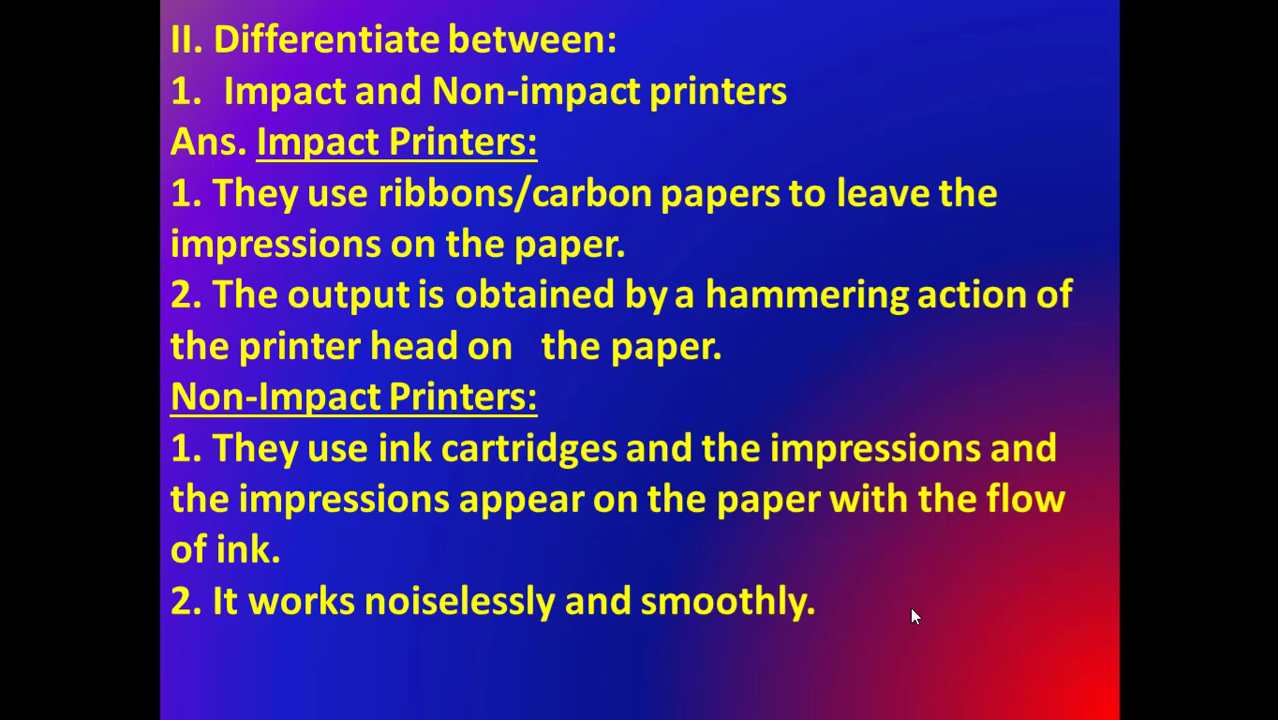 II. Differentiate between:
1. Impact and Non-impact printers
Ans. Impact Printers:
1. They use ribbons/carbon papers to leave the
impressions on the paper.
2. The output is obtained by a hammering action of
the printer head on the paper.
Non-Impact Printers:
1. They use ink cartridges and the impressions and
the impressions appear on the paper with the flow
of ink.
2. It works noiselessly and smoothly.